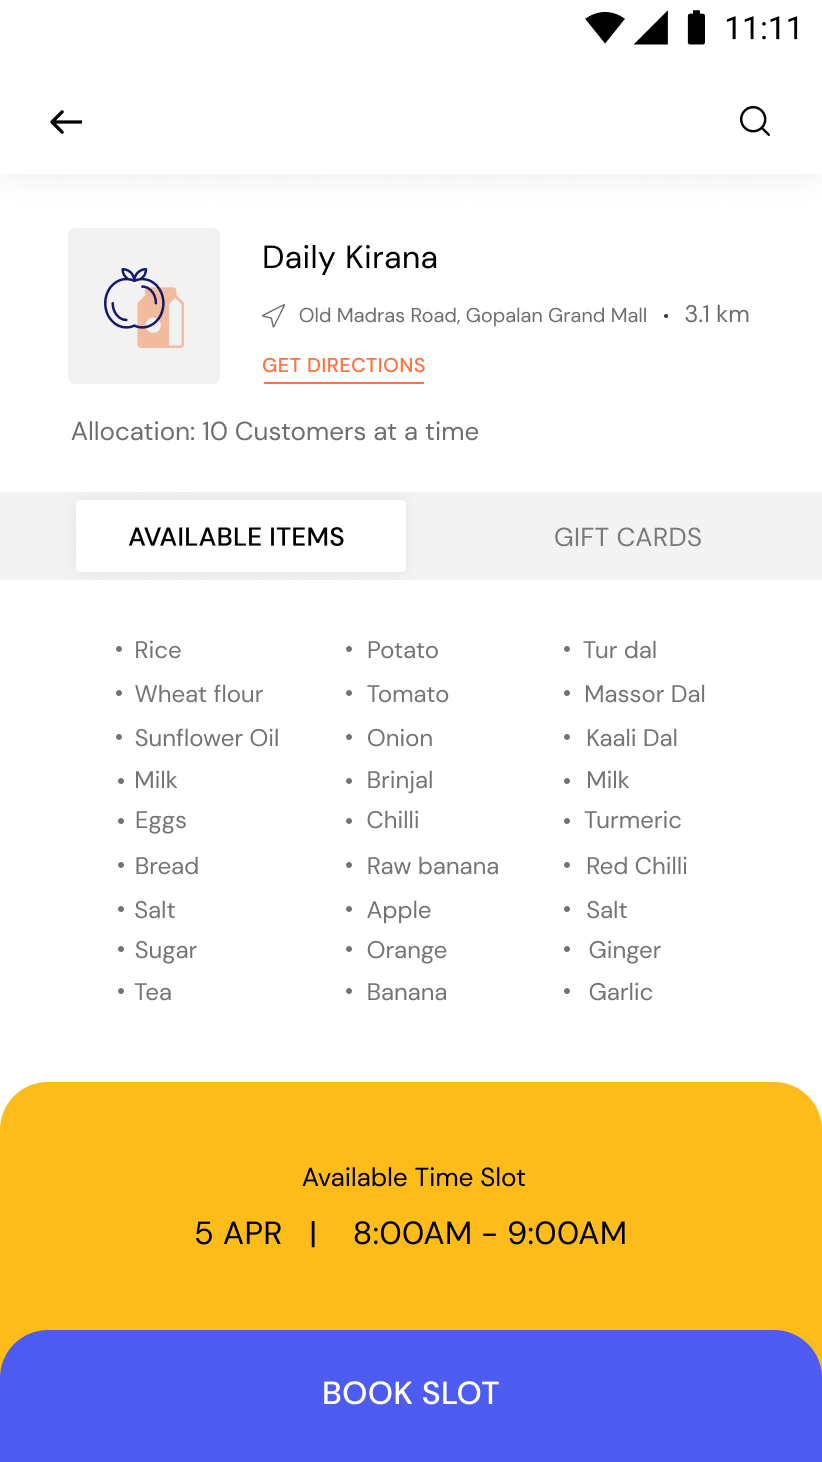 11:11
Daily Kirana
Old Madras Road, Gopalan Grand Mall • 3.1 km
GET DIRECTIONS
Allocation: 10 Customers at a time
AVAILABLE ITEMS GIFT CARDS
• Rice • Potato • Tur dal
• Wheat flour • Tomato • Massor Dal
• Sunflower Oil • Onion • Kaali Dal
• Milk • Brinjal • Milk
• Eggs • Chilli • Turmeric
• Bread • Raw banana • Red Chilli
• Salt • Apple • Salt
• Sugar • Orange • Ginger
• Tea • Banana • Garlic
Available Time Slot
5 APR | 8:00AM - 9:00AM
BOOK SLOT